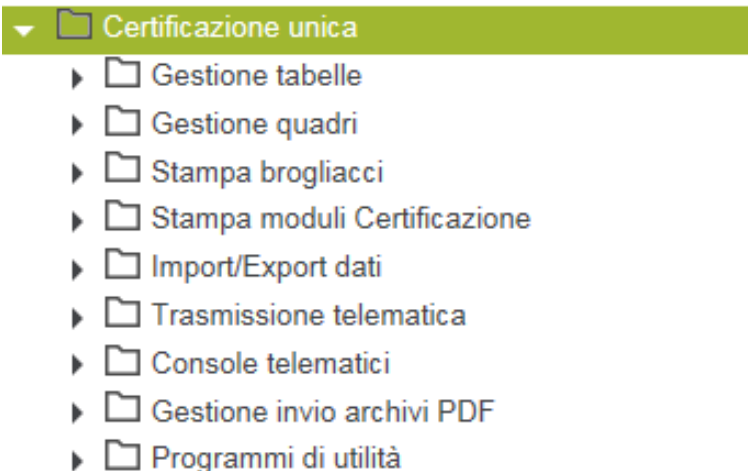 Certificazione unica
Gestione tabelle
Gestione quadri
Stampa brogliacci
Stampa moduli Certificazione
Import/Export dati
Trasmissione telematica
Console telematici
Gestione invio archivi PDF
Programmi di utilità